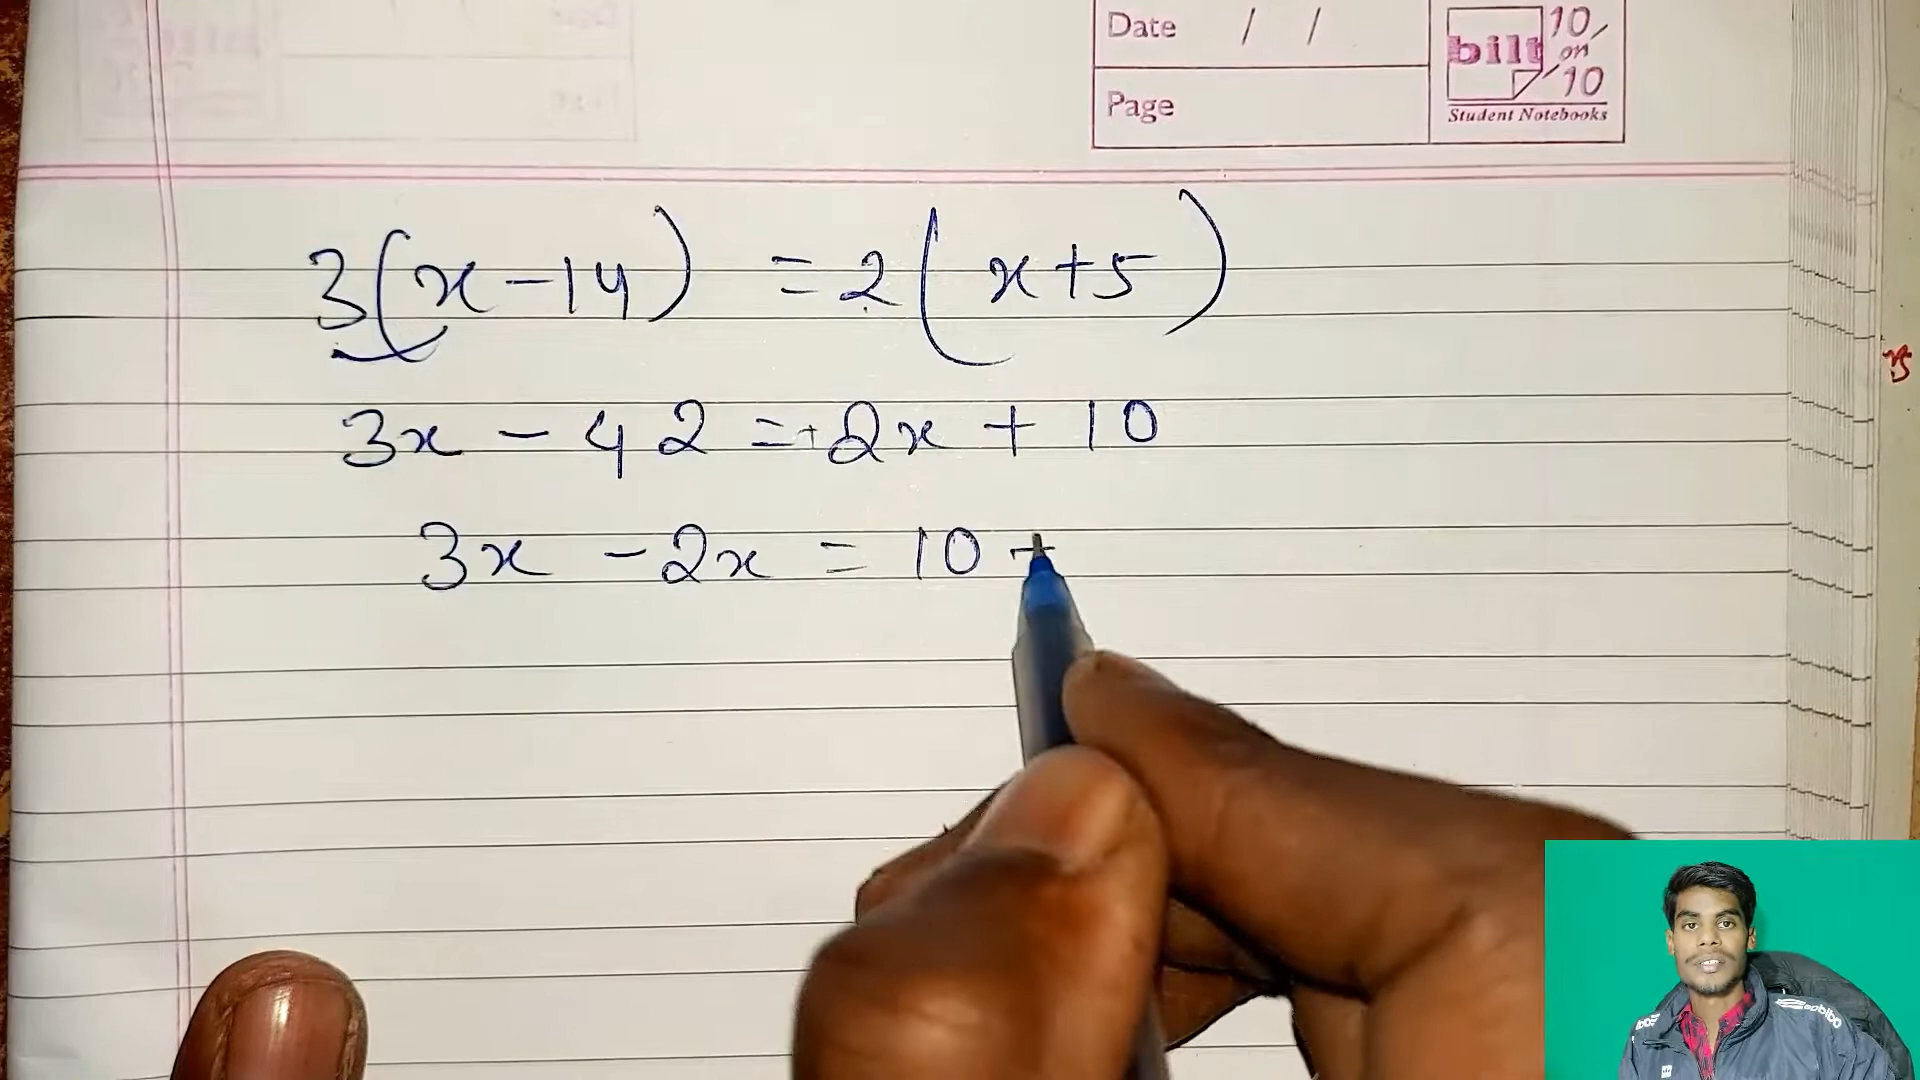 Date / /
Page
bilt 10 on 10
Student Notebooks
3(x-14) = 2(x+5)
3x - 42 = +2x + 10
3x - 2x = 10 +